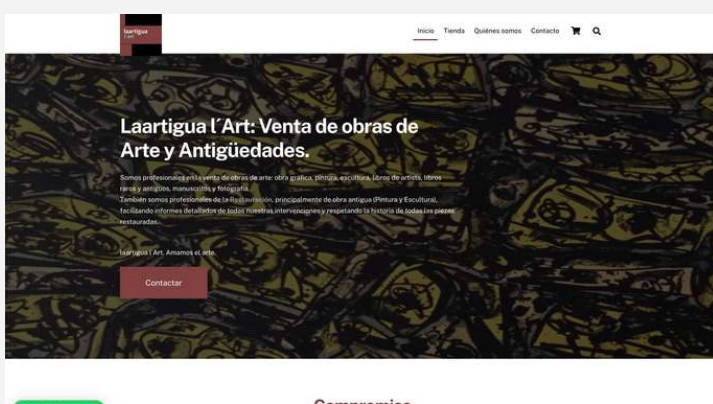 laartigua
l´art
Inicio Tienda Quiénes somos Contacto
Laartigua l´Art: Venta de obras de
Arte y Antigüedades.
Somos profesionales en la venta de obras de arte: obra gráfica, pintura, escultura, libros de artista, libros
raros y antiguos, manuscritos y fotografía.
También somos profesionales de la Restauración, principalmente de obra antigua (Pintura y Escultura),
facilitando informes detallados de todas nuestras intervenciones y respetando la historia de todas las piezas
restauradas.
laartigua l´Art. Amamos el arte.
Contactar